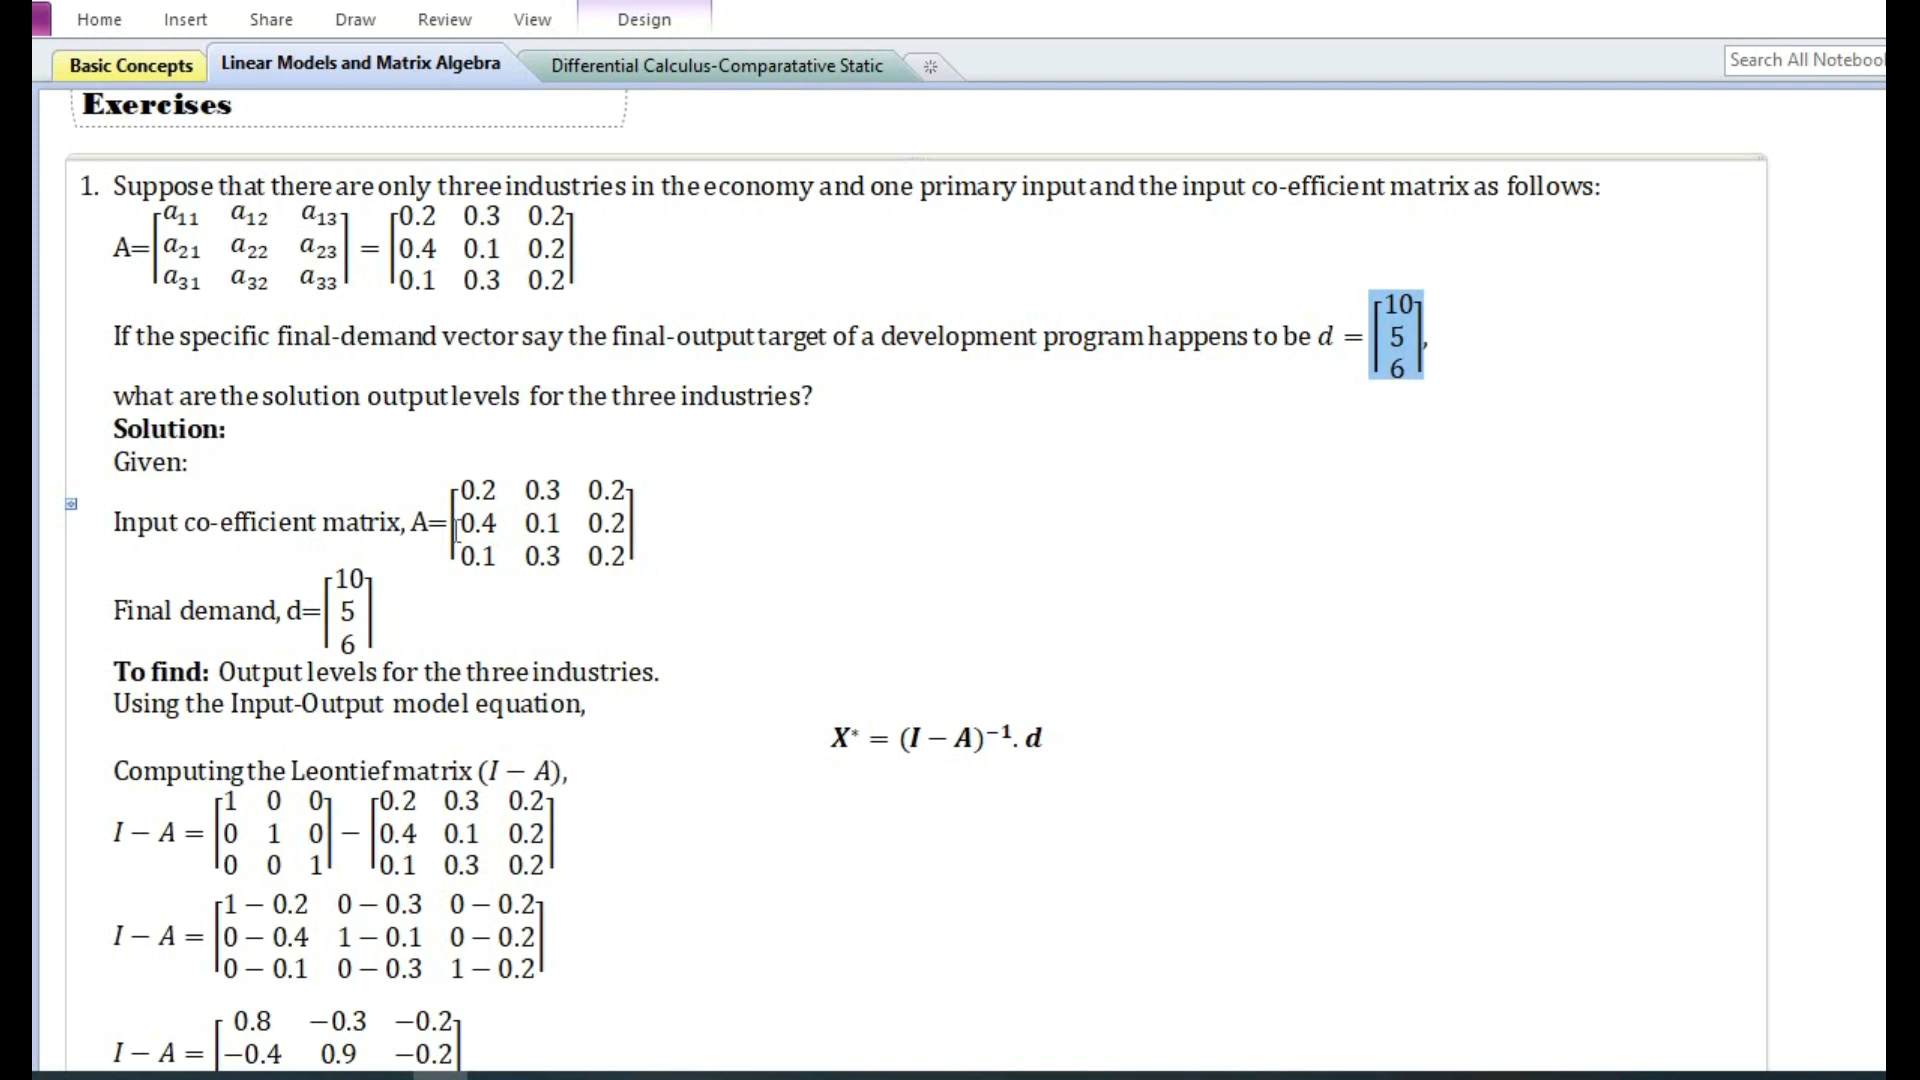 Home Insert Share Draw Review View Design
Basic Concepts Linear Models and Matrix Algebra Differential Calculus-Comparatative Static
Search All Noteboo
Exercises
1. Suppose that there are only three industries in the economy and one primary input and the input co-efficient matrix as follows:
a₁₁ a₁₂ a₁₃ 0.2 0.3 0.2
A= a₂₁ a₂₂ a₂₃ = 0.4 0.1 0.2
a₃₁ a₃₂ a₃₃ 0.1 0.3 0.2
10
If the specific final-demand vector say the final-output target of a development program happens to be d = 5 ,
6
what are the solution output levels for the three industries?
Solution:
Given:
0.2 0.3 0.2
Input co-efficient matrix, A= 0.4 0.1 0.2
0.1 0.3 0.2
10
Final demand, d= 5
6
To find: Output levels for the three industries.
Using the Input-Output model equation,
X* = (I − A)⁻¹. d
Computing the Leontief matrix (I − A),
1 0 0 0.2 0.3 0.2
I − A = 0 1 0 − 0.4 0.1 0.2
0 0 1 0.1 0.3 0.2
1 − 0.2 0 − 0.3 0 − 0.2
I − A = 0 − 0.4 1 − 0.1 0 − 0.2
0 − 0.1 0 − 0.3 1 − 0.2
0.8 −0.3 −0.2
I − A = −0.4 0.9 −0.2